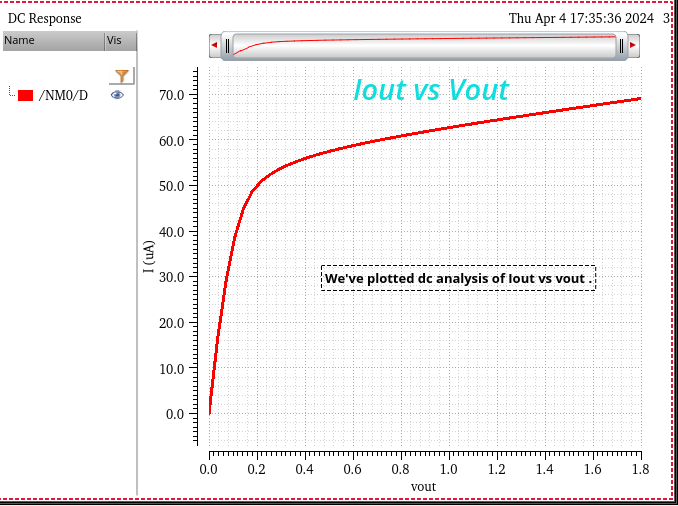 DC Response
Thu Apr 4 17:35:36 2024 3
Name Vis
/NM0/D
Iout vs Vout
70.0
60.0
50.0
40.0
30.0
20.0
10.0
0.0
I (uA)
We've plotted dc analysis of Iout vs vout .
0.0 0.2 0.4 0.6 0.8 1.0 1.2 1.4 1.6 1.8
vout